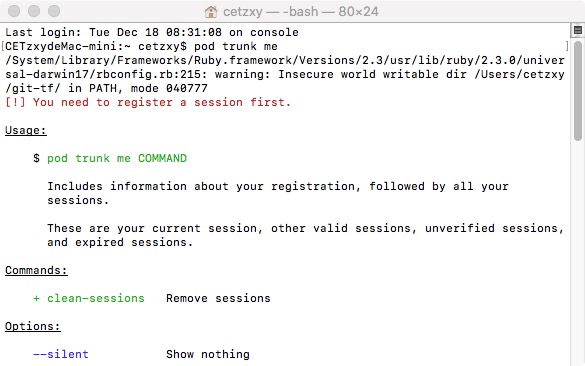 cetzxy — -bash — 80×24
Last login: Tue Dec 18 08:31:08 on console
[CETzxydeMac-mini:~ cetzxy$ pod trunk me ]
/System/Library/Frameworks/Ruby.framework/Versions/2.3/usr/lib/ruby/2.3.0/univer
sal-darwin17/rbconfig.rb:215: warning: Insecure world writable dir /Users/cetzxy
/git-tf/ in PATH, mode 040777
[!] You need to register a session first.
Usage:
$ pod trunk me COMMAND
Includes information about your registration, followed by all your
sessions.
These are your current session, other valid sessions, unverified sessions,
and expired sessions.
Commands:
+ clean-sessions Remove sessions
Options:
--silent Show nothing